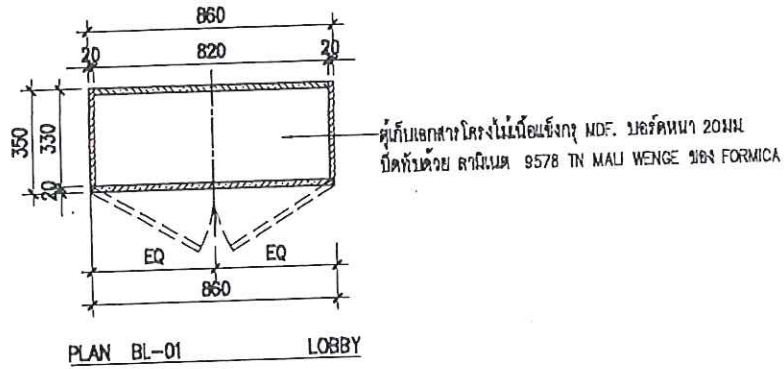 860
20 820 20
350
330
20
ตู้เก็บเอกสารโครงไม้เนื้อแข็งกรุ MDF. บอร์ดหนา 20มม
ปิดทับด้วย ลามิเนต 9578 TN MALI WENGE ของ FORMICA
EQ EQ
860
PLAN BL-01 LOBBY